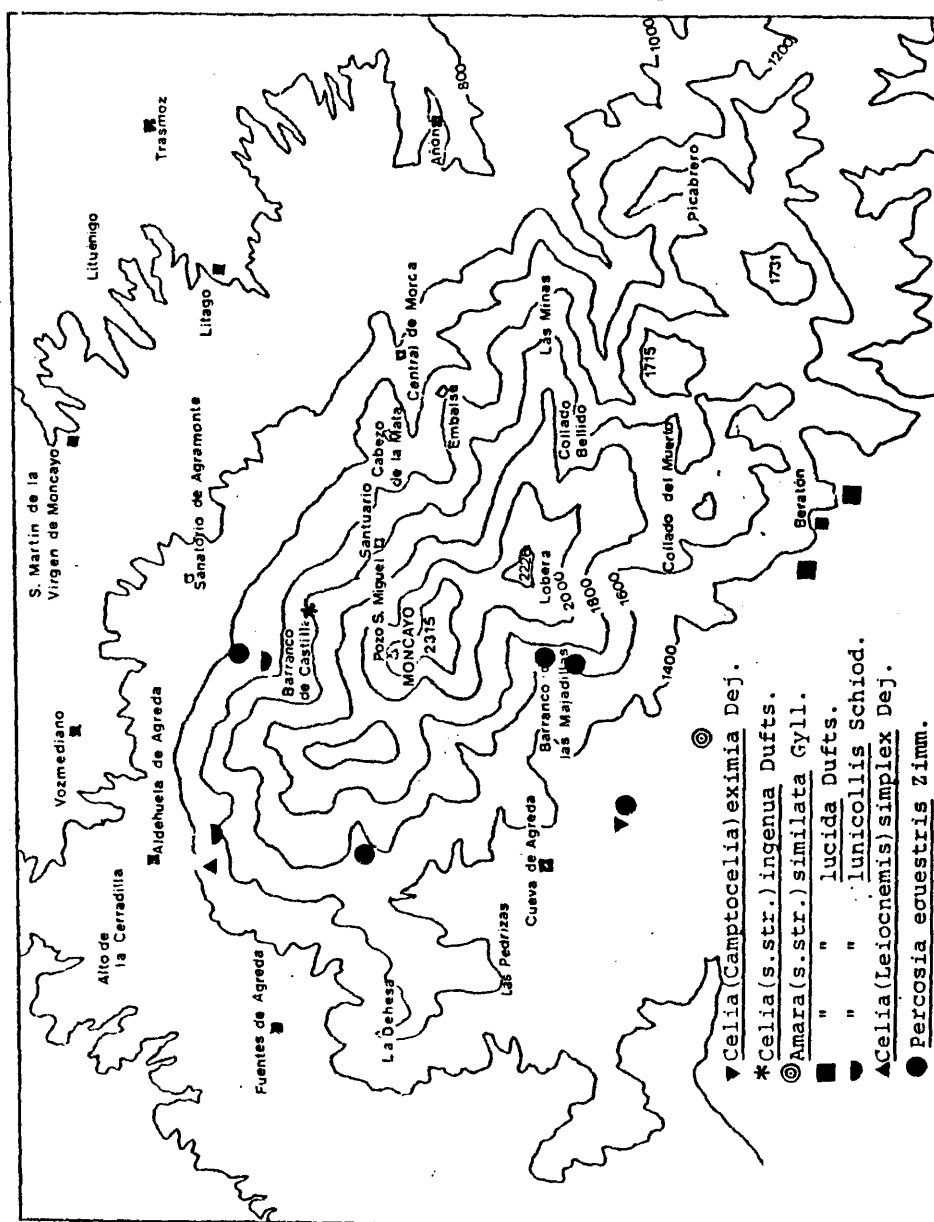 S. Martin de la
Virgen de Moncayo
Lituenigo
Trasmoz
Litago
Vozmediano
Alto de
la Cerradilla
Aldehuela de Agreda
Sanatorio de Agramonte
Fuentes de Agreda
Barranco
de Castilla
Santuario
Cabezo
de la Mata
Central de Morca
Añon
800
1000
1200
Embalse
Pozo S. Miguel
MONCAYO
2315
La Dehesa
Las Pedrizas
Cueva de Agreda
Barranco
las Majadillas
2226
Lobera
2000
1800
1600
1400
Collado
Bellido
Las Minas
Collado del Muerto
1715
1731
Picabrero
Beratón
▼Celia(Camptocelia)eximia Dej.
*Celia(s.str.)ingenua Dufts.
◎Amara(s.str.)similata Gyll.
■ " " lucida Dufts.
" " lunicollis Schiod.
▲Celia(Leiocnemis)simplex Dej.
●Percosia equestris Zimm.